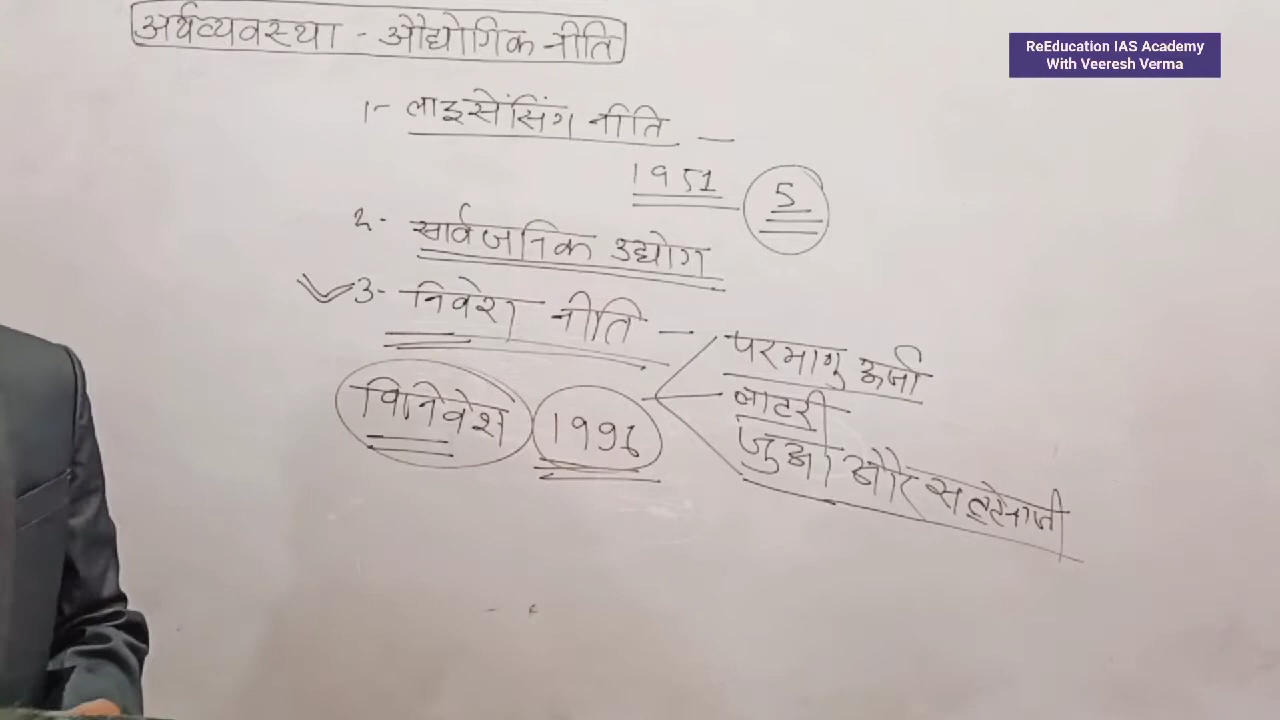 अर्थव्यवस्था - औद्योगिक नीति
ReEducation IAS Academy
With Veeresh Verma
1- लाइसेंसिंग नीति -
1951 5
2- सार्वजनिक उद्योग
3- निवेश नीति -
परमाणु ऊर्जा
लाटरी
जुआ और सट्टेबाजी
विनिवेश 1991